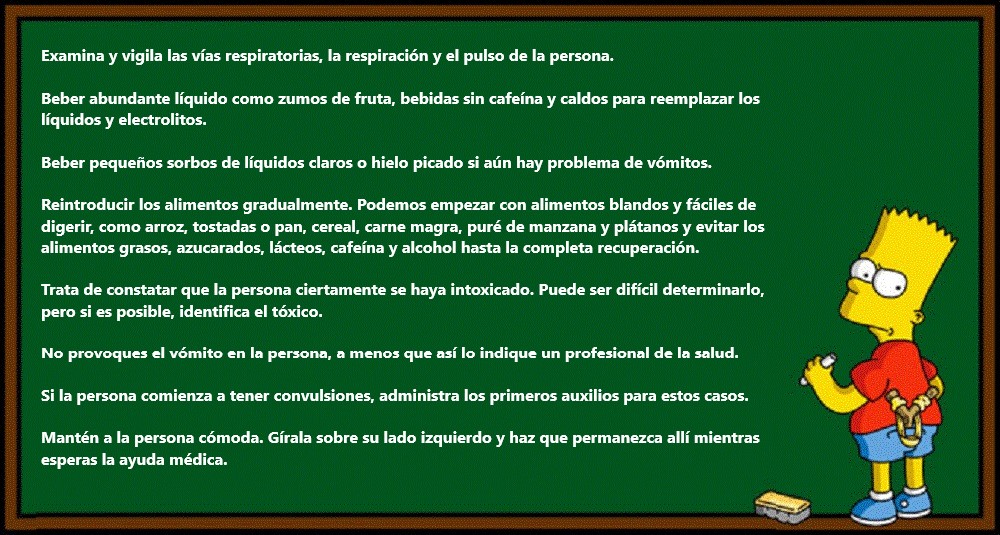 Examina y vigila las vías respiratorias, la respiración y el pulso de la persona.
Beber abundante líquido como zumos de fruta, bebidas sin cafeína y caldos para reemplazar los
líquidos y electrolitos.
Beber pequeños sorbos de líquidos claros o hielo picado si aún hay problema de vómitos.
Reintroducir los alimentos gradualmente. Podemos empezar con alimentos blandos y fáciles de
digerir, como arroz, tostadas o pan, cereal, carne magra, puré de manzana y plátanos y evitar los
alimentos grasos, azucarados, lácteos, cafeína y alcohol hasta la completa recuperación.
Trata de constatar que la persona ciertamente se haya intoxicado. Puede ser difícil determinarlo,
pero si es posible, identifica el tóxico.
No provoques el vómito en la persona, a menos que así lo indique un profesional de la salud.
Si la persona comienza a tener convulsiones, administra los primeros auxilios para estos casos.
Mantén a la persona cómoda. Gírala sobre su lado izquierdo y haz que permanezca allí mientras
esperas la ayuda médica.